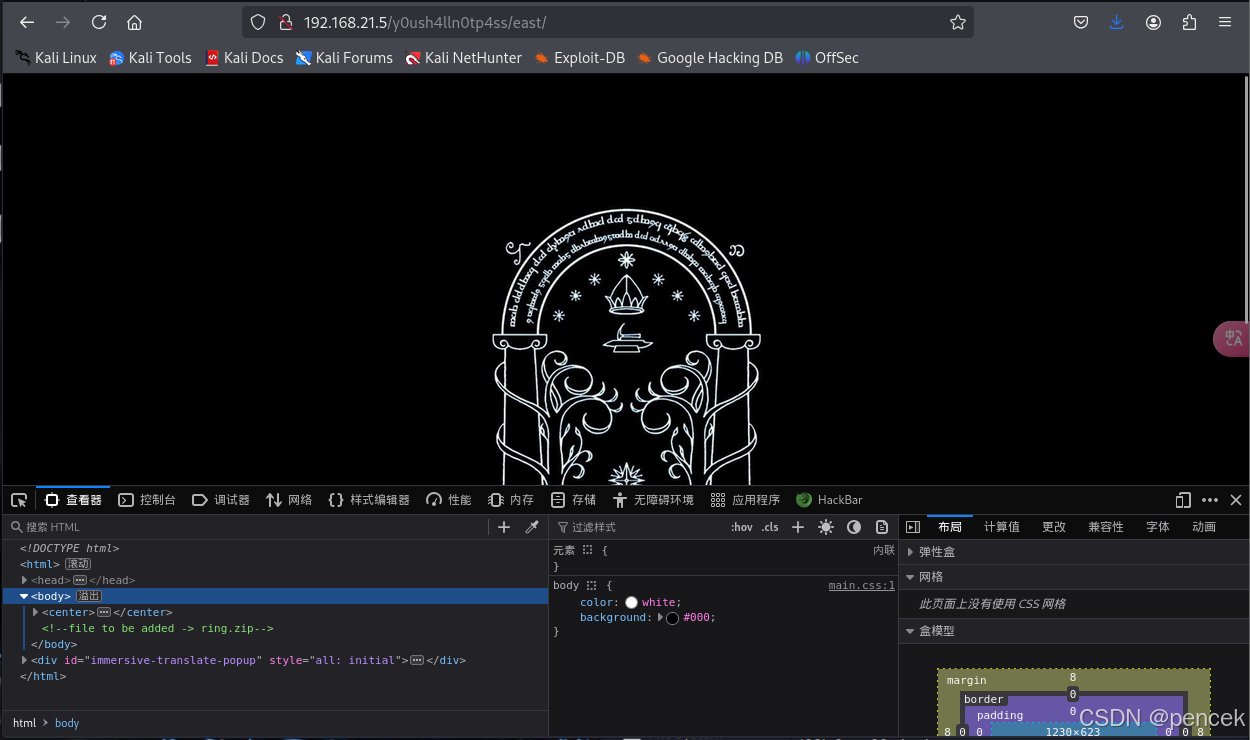 192.168.21.5/y0ush4lln0tp4ss/east/
Kali Linux Kali Tools Kali Docs Kali Forums Kali NetHunter Exploit-DB Google Hacking DB OffSec
中A
查看器 控制台 调试器 网络 {} 样式编辑器 性能 内存 存储 无障碍环境 应用程序 HackBar
搜索 HTML
过滤样式 :hov .cls
布局 计算值 更改 兼容性 字体 动画
<!DOCTYPE html>
<html> 滚动
<head></head>
<body> 溢出
<center></center>
<!--file to be added -> ring.zip-->
</body>
<div id="immersive-translate-popup" style="all: initial"></div>
</html>
html > body
元素 { 内联
}
body { main.css:1
color: white;
background: #000;
}
弹性盒
网格
此页面上没有使用 CSS 网格
盒模型
margin 8
border 0
padding 0
8 0 0 1230×623 0 0 8
CSDN @pencek